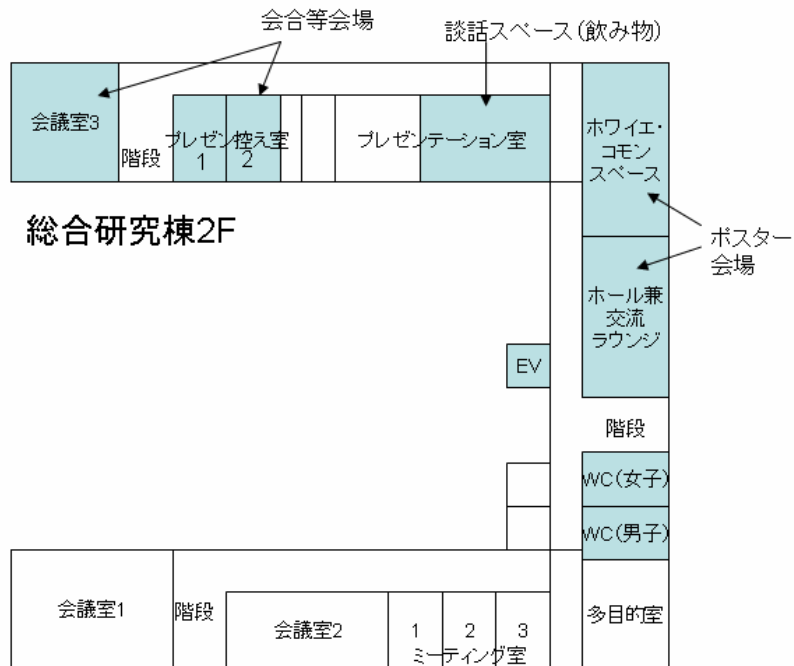 会合等会場
談話スペース(飲み物)
会議室3
階段
プレゼン控え室
1
2
プレゼンテーション室
ホワイエ・
コモン
スペース
総合研究棟2F
ポスター
会場
ホール兼
交流
ラウンジ
EV
階段
WC(女子)
WC(男子)
会議室1
階段
会議室2
1
2
3
ミーティング室
多目的室